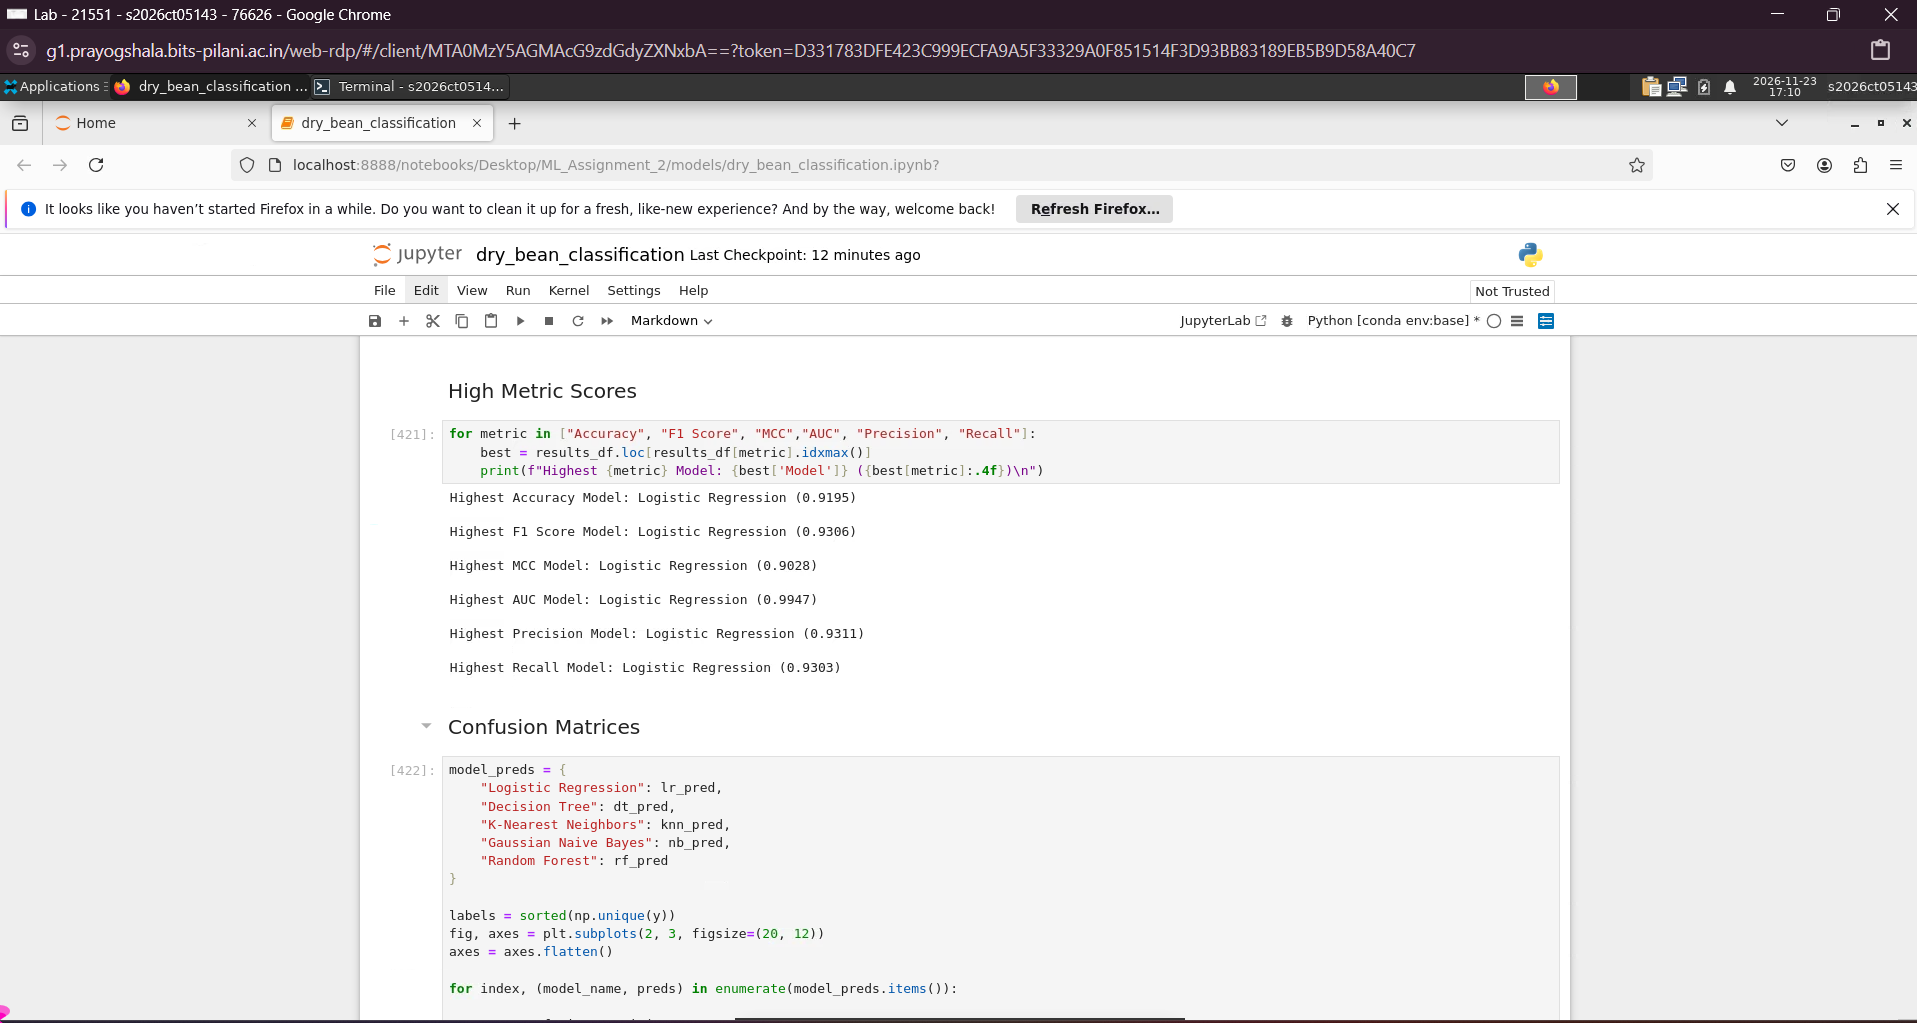 Lab - 21551 - s2026ct05143 - 76626 - Google Chrome
g1.prayogshala.bits-pilani.ac.in/web-rdp/#/client/MTA0MzY5AGMAcG9zdGdyZXNxbA==?token=D331783DFE423C999ECFA9A5F33329A0F851514F3D93BB83189EB5B9D58A40C7
Applications dry_bean_classification ... Terminal - s2026ct0514... 2026-11-23 17:10 s2026ct05143
Home dry_bean_classification
localhost:8888/notebooks/Desktop/ML_Assignment_2/models/dry_bean_classification.ipynb?
It looks like you haven’t started Firefox in a while. Do you want to clean it up for a fresh, like-new experience? And by the way, welcome back! Refresh Firefox...
jupyter dry_bean_classification Last Checkpoint: 12 minutes ago
File Edit View Run Kernel Settings Help Not Trusted
Markdown JupyterLab Python [conda env:base] *
High Metric Scores
[421]: for metric in ["Accuracy", "F1 Score", "MCC","AUC", "Precision", "Recall"]:
best = results_df.loc[results_df[metric].idxmax()]
print(f"Highest {metric} Model: {best['Model']} ({best[metric]:.4f})\n")
Highest Accuracy Model: Logistic Regression (0.9195)
Highest F1 Score Model: Logistic Regression (0.9306)
Highest MCC Model: Logistic Regression (0.9028)
Highest AUC Model: Logistic Regression (0.9947)
Highest Precision Model: Logistic Regression (0.9311)
Highest Recall Model: Logistic Regression (0.9303)
Confusion Matrices
[422]: model_preds = {
"Logistic Regression": lr_pred,
"Decision Tree": dt_pred,
"K-Nearest Neighbors": knn_pred,
"Gaussian Naive Bayes": nb_pred,
"Random Forest": rf_pred
}
labels = sorted(np.unique(y))
fig, axes = plt.subplots(2, 3, figsize=(20, 12))
axes = axes.flatten()
for index, (model_name, preds) in enumerate(model_preds.items()):